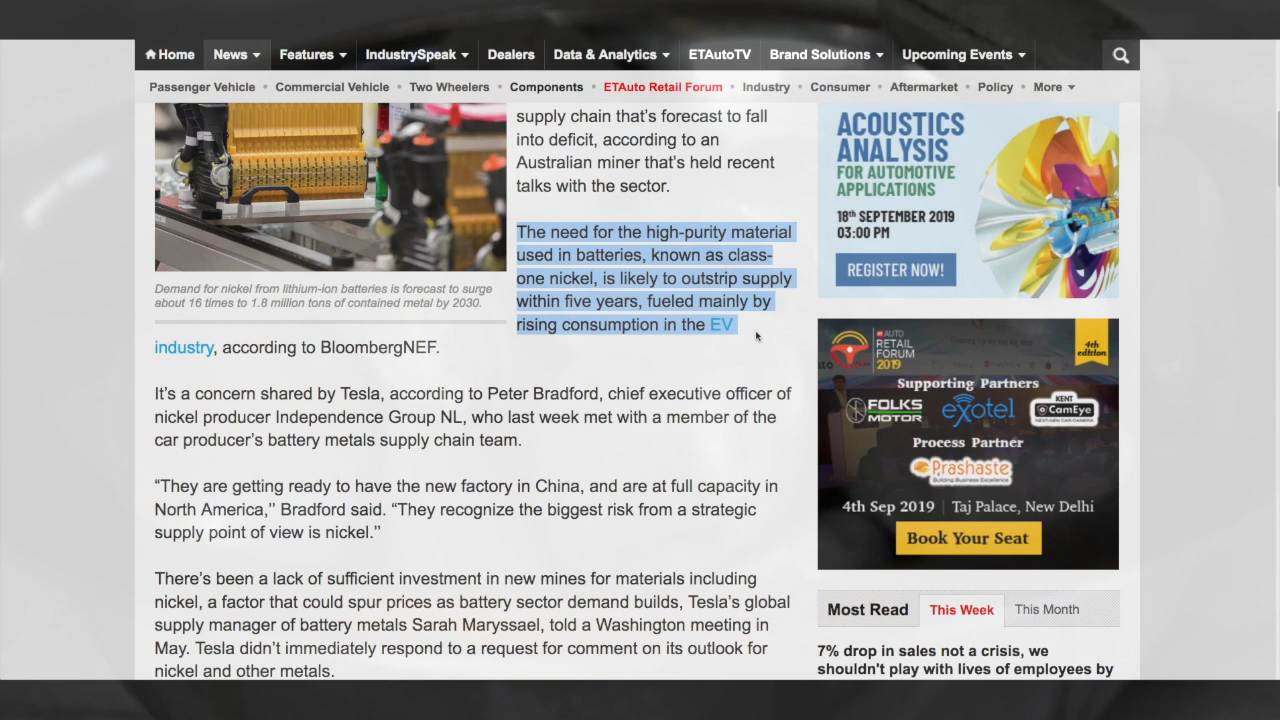 Home
News
Features
IndustrySpeak
Dealers
Data & Analytics
ETAutoTV
Brand Solutions
Upcoming Events
Passenger Vehicle • Commercial Vehicle • Two Wheelers • Components • ETAuto Retail Forum • Industry • Consumer • Aftermarket • Policy • More
supply chain that’s forecast to fall
into deficit, according to an
Australian miner that’s held recent
talks with the sector.
The need for the high-purity material
used in batteries, known as class-
one nickel, is likely to outstrip supply
within five years, fueled mainly by
rising consumption in the EV
Demand for nickel from lithium-ion batteries is forecast to surge
about 16 times to 1.8 million tons of contained metal by 2030.
industry, according to BloombergNEF.
It’s a concern shared by Tesla, according to Peter Bradford, chief executive officer of
nickel producer Independence Group NL, who last week met with a member of the
car producer’s battery metals supply chain team.
“They are getting ready to have the new factory in China, and are at full capacity in
North America,’’ Bradford said. “They recognize the biggest risk from a strategic
supply point of view is nickel.’’
There’s been a lack of sufficient investment in new mines for materials including
nickel, a factor that could spur prices as battery sector demand builds, Tesla’s global
supply manager of battery metals Sarah Maryssael, told a Washington meeting in
May. Tesla didn’t immediately respond to a request for comment on its outlook for
nickel and other metals.
ACOUSTICS
ANALYSIS
FOR AUTOMOTIVE
APPLICATIONS
18th SEPTEMBER 2019
03:00 PM
REGISTER NOW!
ET AUTO
RETAIL
FORUM
2019
4th
edition
Supporting Partners
FOLKS
MOTOR
exotel
KENT
CamEye
NEXT-GEN CAR CAMERA
Process Partner
Prashaste
Building Business Excellence
4th Sep 2019 | Taj Palace, New Delhi
Book Your Seat
Most Read
This Week
This Month
7% drop in sales not a crisis, we
shouldn't play with lives of employees by